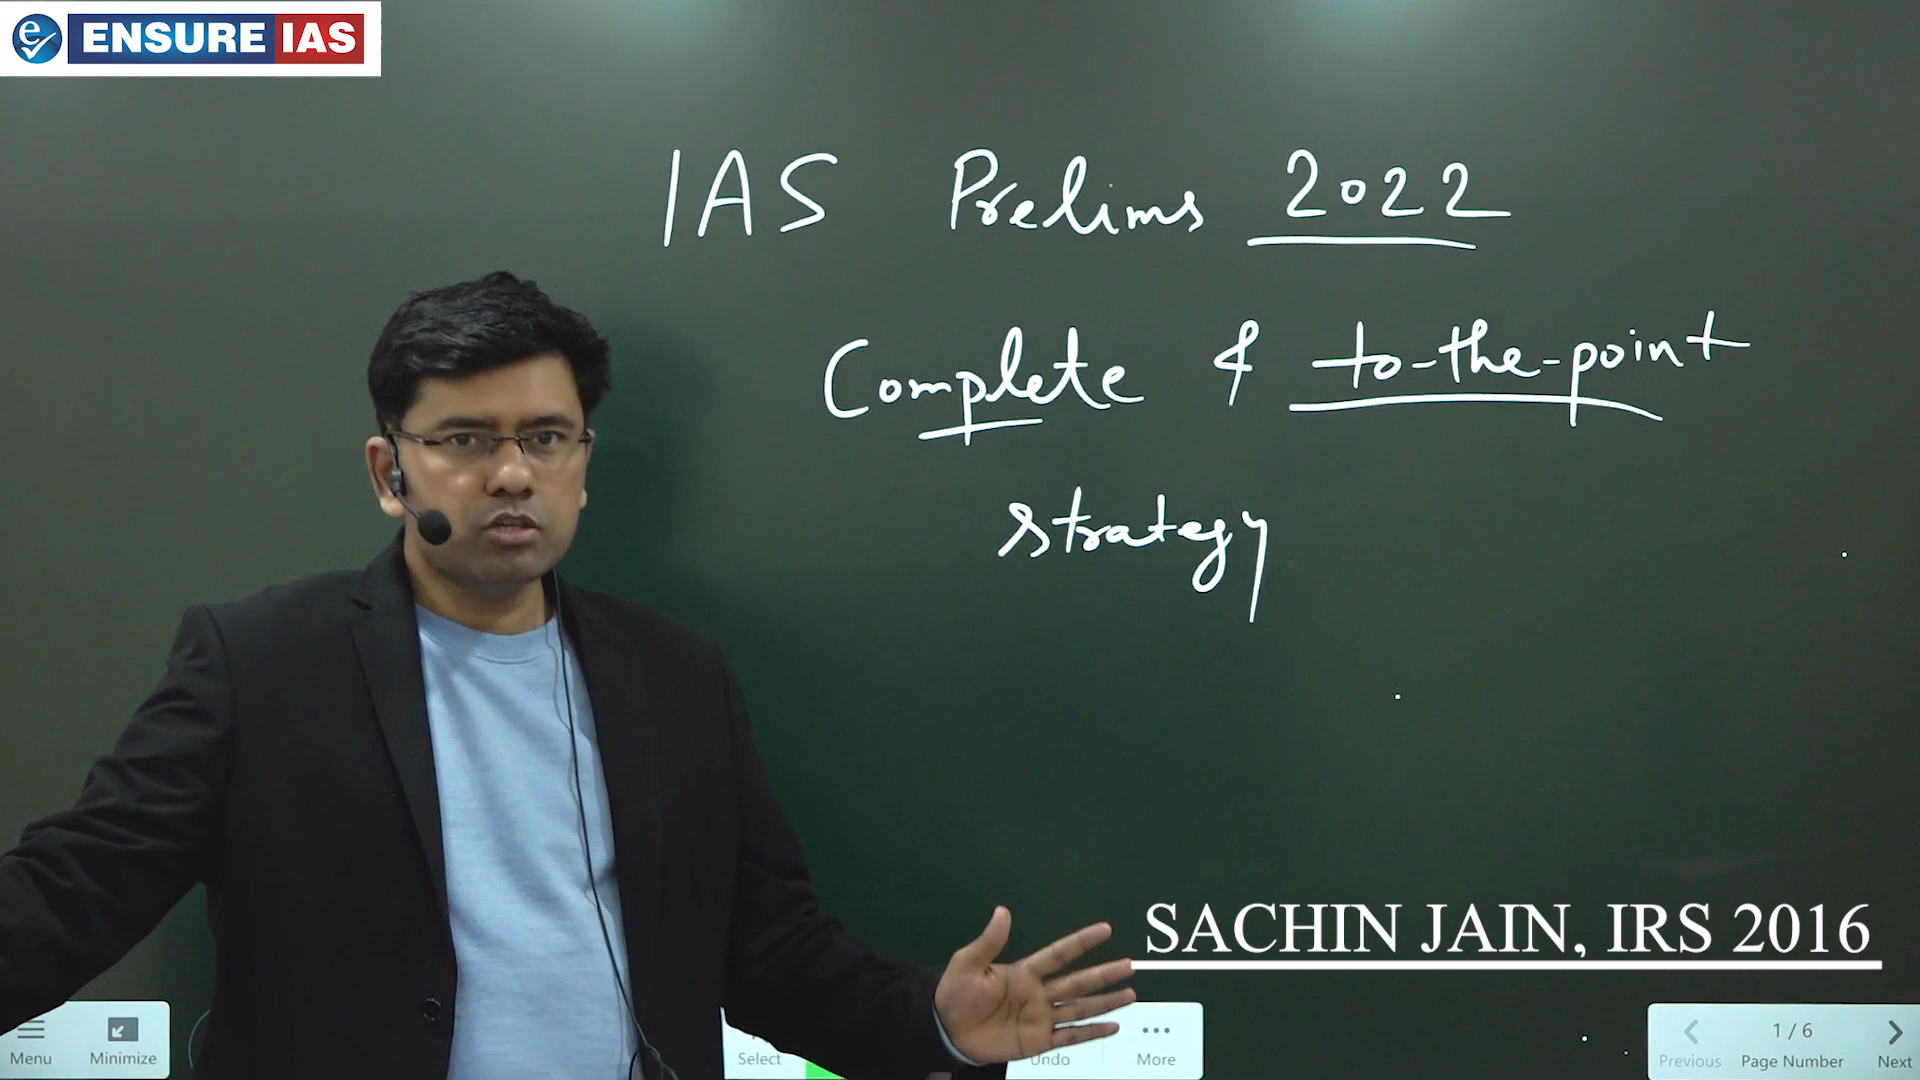 e ENSURE IAS
IAS Prelims 2022
Complete & to-the-point
strategy
SACHIN JAIN, IRS 2016
Menu
Minimize
Select
Undo
More
1 / 6
Previous Page Number Next